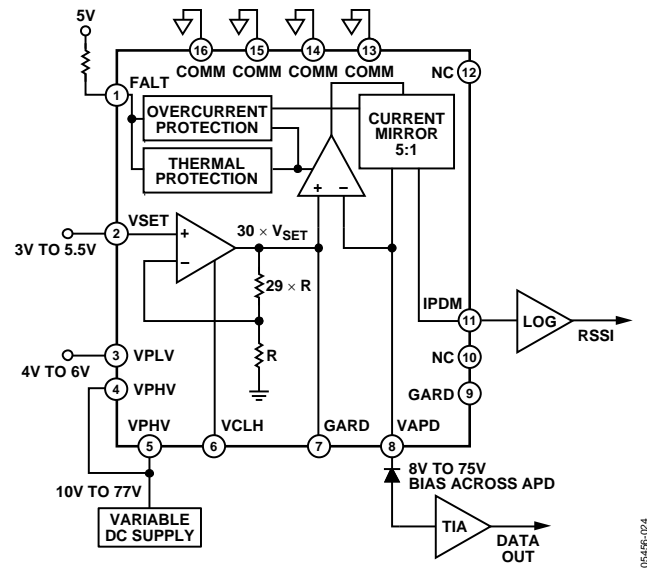 5V
16
15
14
13
COMM
COMM
COMM
COMM
NC
12
FALT
1
OVERCURRENT
PROTECTION
CURRENT
MIRROR
5:1
THERMAL
PROTECTION
+
−
VSET
2
3V TO 5.5V
+
−
30 × VSET
29 × R
R
IPDM
11
LOG
RSSI
3
VPLV
4V TO 6V
4
VPHV
NC
10
GARD
9
VPHV
VCLH
GARD
VAPD
5
6
7
8
10V TO 77V
VARIABLE
DC SUPPLY
8V TO 75V
BIAS ACROSS APD
TIA
DATA
OUT
05456-024